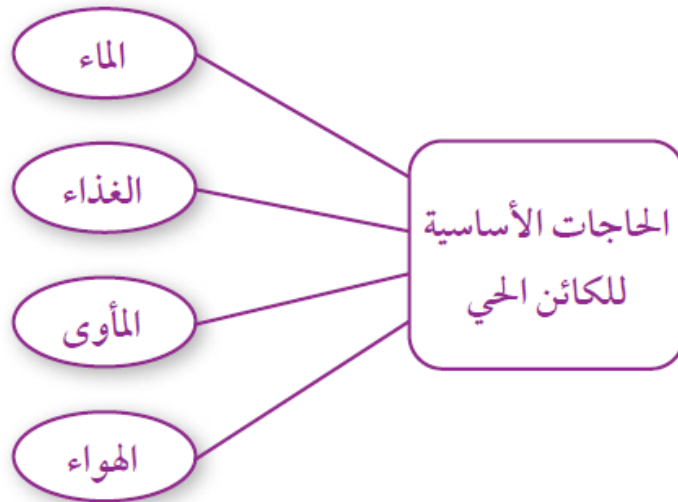 الحاجات الأساسية
للكائن الحي
الماء
الغذاء
المأوى
الهواء